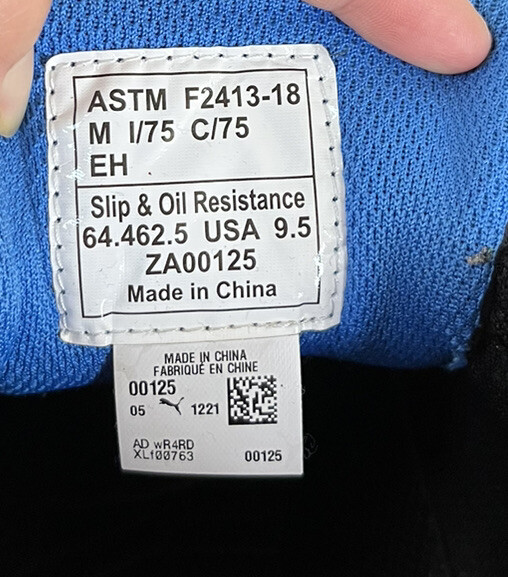 ASTM F2413-18
M I/75 C/75
EH
Slip & Oil Resistance
64.462.5 USA 9.5
ZA00125
Made in China
MADE IN CHINA
FABRIQUÉ EN CHINE
00125
05 1221
AD wR4RD
XLf00763 00125